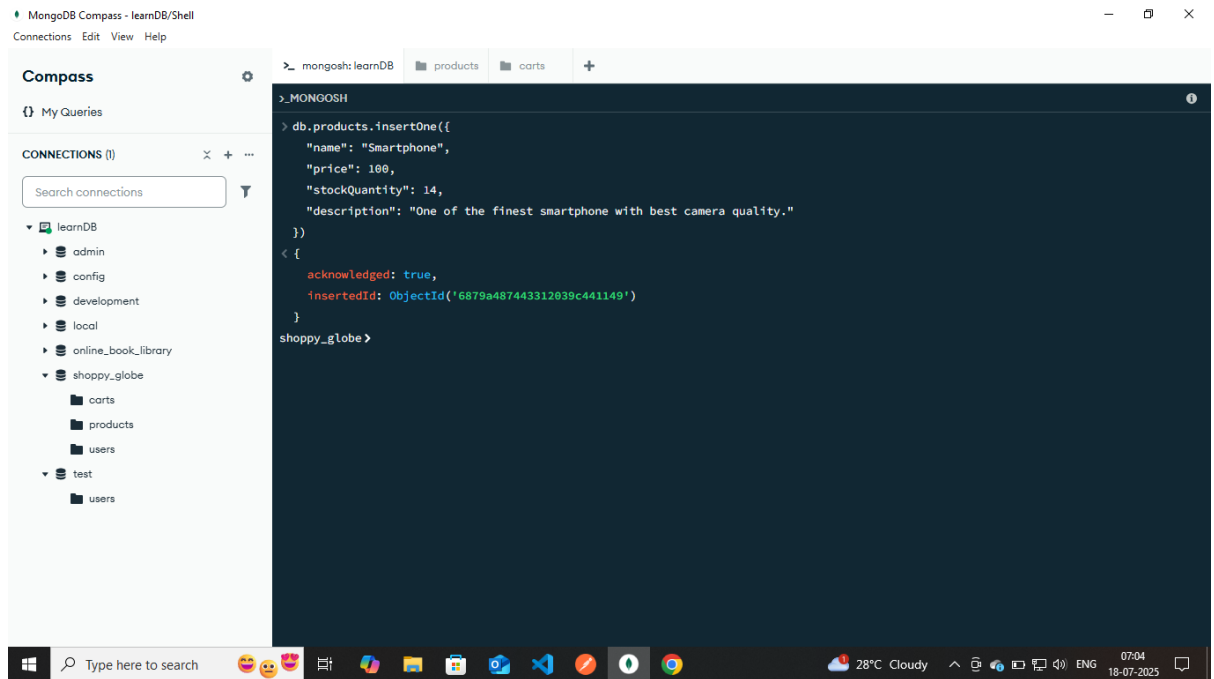 MongoDB Compass - learnDB/Shell
Connections Edit View Help
Compass
{} My Queries
CONNECTIONS (1)
Search connections
learnDB
admin
config
development
local
online_book_library
shoppy_globe
carts
products
users
test
users
>_ mongosh: learnDB products carts
>_MONGOSH
> db.products.insertOne({
"name": "Smartphone",
"price": 100,
"stockQuantity": 14,
"description": "One of the finest smartphone with best camera quality."
})
< {
acknowledged: true,
insertedId: ObjectId('6879a487443312039c441149')
}
shoppy_globe>
Type here to search
1
28°C Cloudy
ENG
07:04
18-07-2025